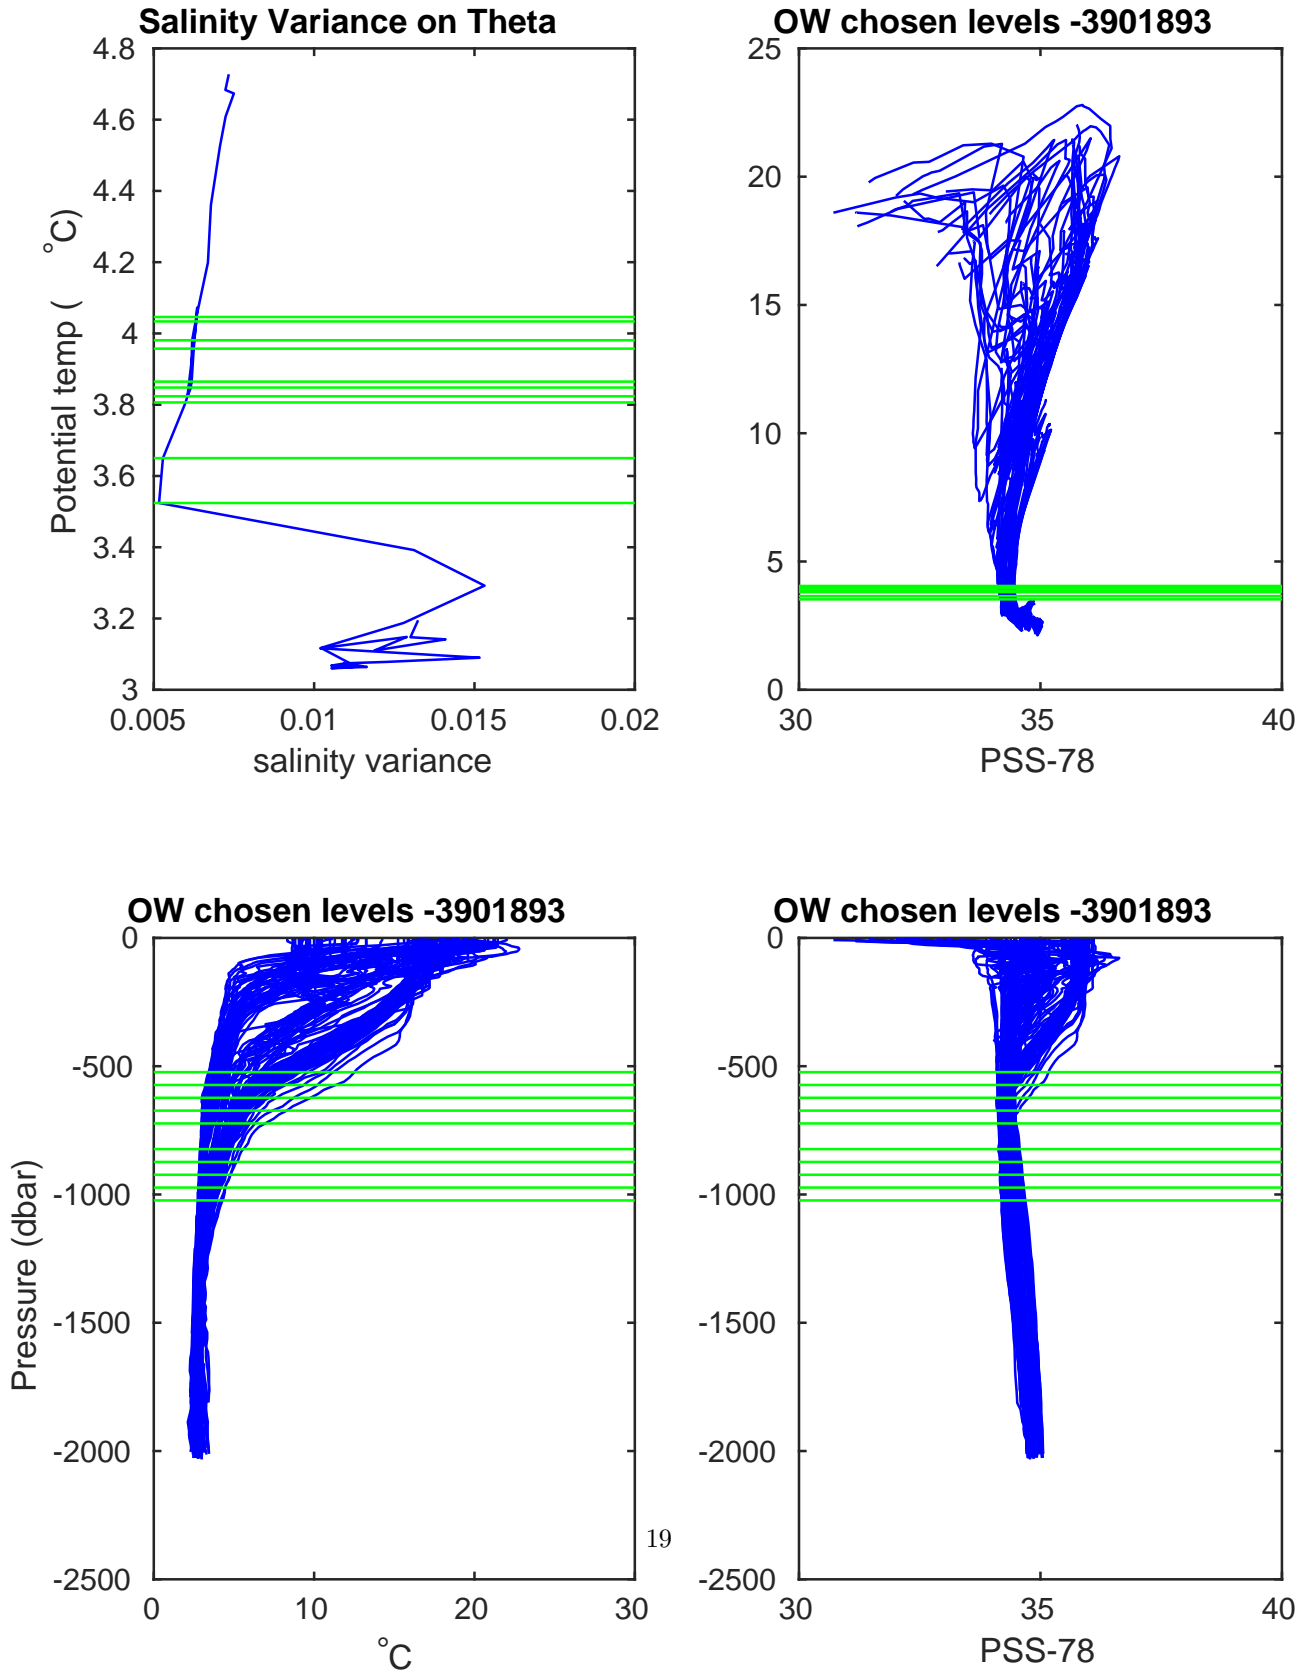 Salinity Variance on Theta
4.8
4.6
4.4
4.2
4
3.8
3.6
3.4
3.2
3
Potential temp ( °C)
0.005 0.01 0.015 0.02
salinity variance
OW chosen levels -3901893
25
20
15
10
5
0
30 35 40
PSS-78
OW chosen levels -3901893
0
-500
-1000
-1500
-2000
-2500
Pressure (dbar)
0 10 20 30
°C
OW chosen levels -3901893
0
-500
-1000
-1500
-2000
-2500
30 35 40
PSS-78
19